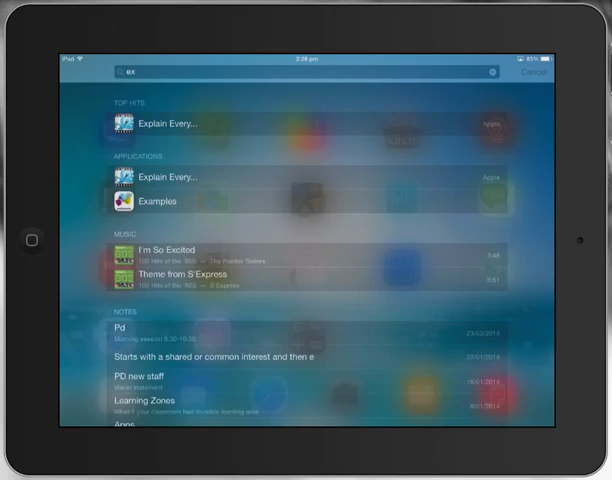 iPad
3:28 pm
83%
ex
Cancel
TOP HITS
Explain Every...
Apple
APPLICATIONS
Explain Every...
Apple
Examples
MUSIC
I'm So Excited
100 Hits of the '80S — The Pointer Sisters
3:48
Theme from S'Express
100 Hits of the '80S — S Express
5:51
NOTES
Pd
Morning session 8.30-10.30
23/02/2014
Starts with a shared or common interest and then e
22/01/2014
PD new staff
Vision statement
18/01/2014
Learning Zones
What if your classroom had invisible learning zone
8/01/2014
Apps